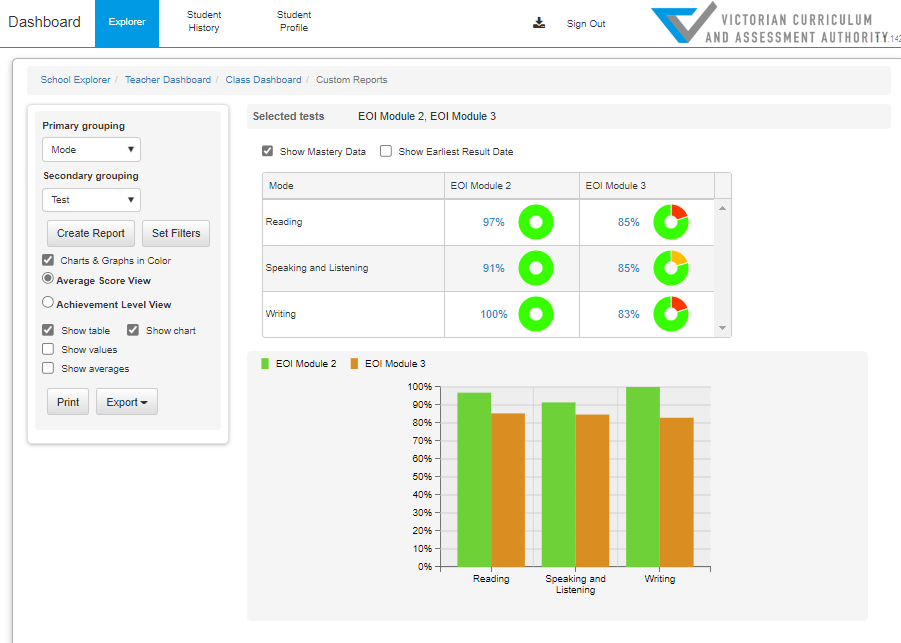 Dashboard
Explorer
Student
History
Student
Profile
Sign Out
VICTORIAN CURRICULUM
AND ASSESSMENT AUTHORITY
School Explorer / Teacher Dashboard / Class Dashboard / Custom Reports
Primary grouping
Mode
Secondary grouping
Test
Create Report Set Filters
Charts & Graphs in Color
Average Score View
Achievement Level View
Show table Show chart
Show values
Show averages
Print Export
Selected tests EOI Module 2, EOI Module 3
Show Mastery Data Show Earliest Result Date
Mode EOI Module 2 EOI Module 3
Reading 97% 85%
Speaking and Listening 91% 85%
Writing 100% 83%
EOI Module 2 EOI Module 3
100%
90%
80%
70%
60%
50%
40%
30%
20%
10%
0%
Reading Speaking and Writing
Listening